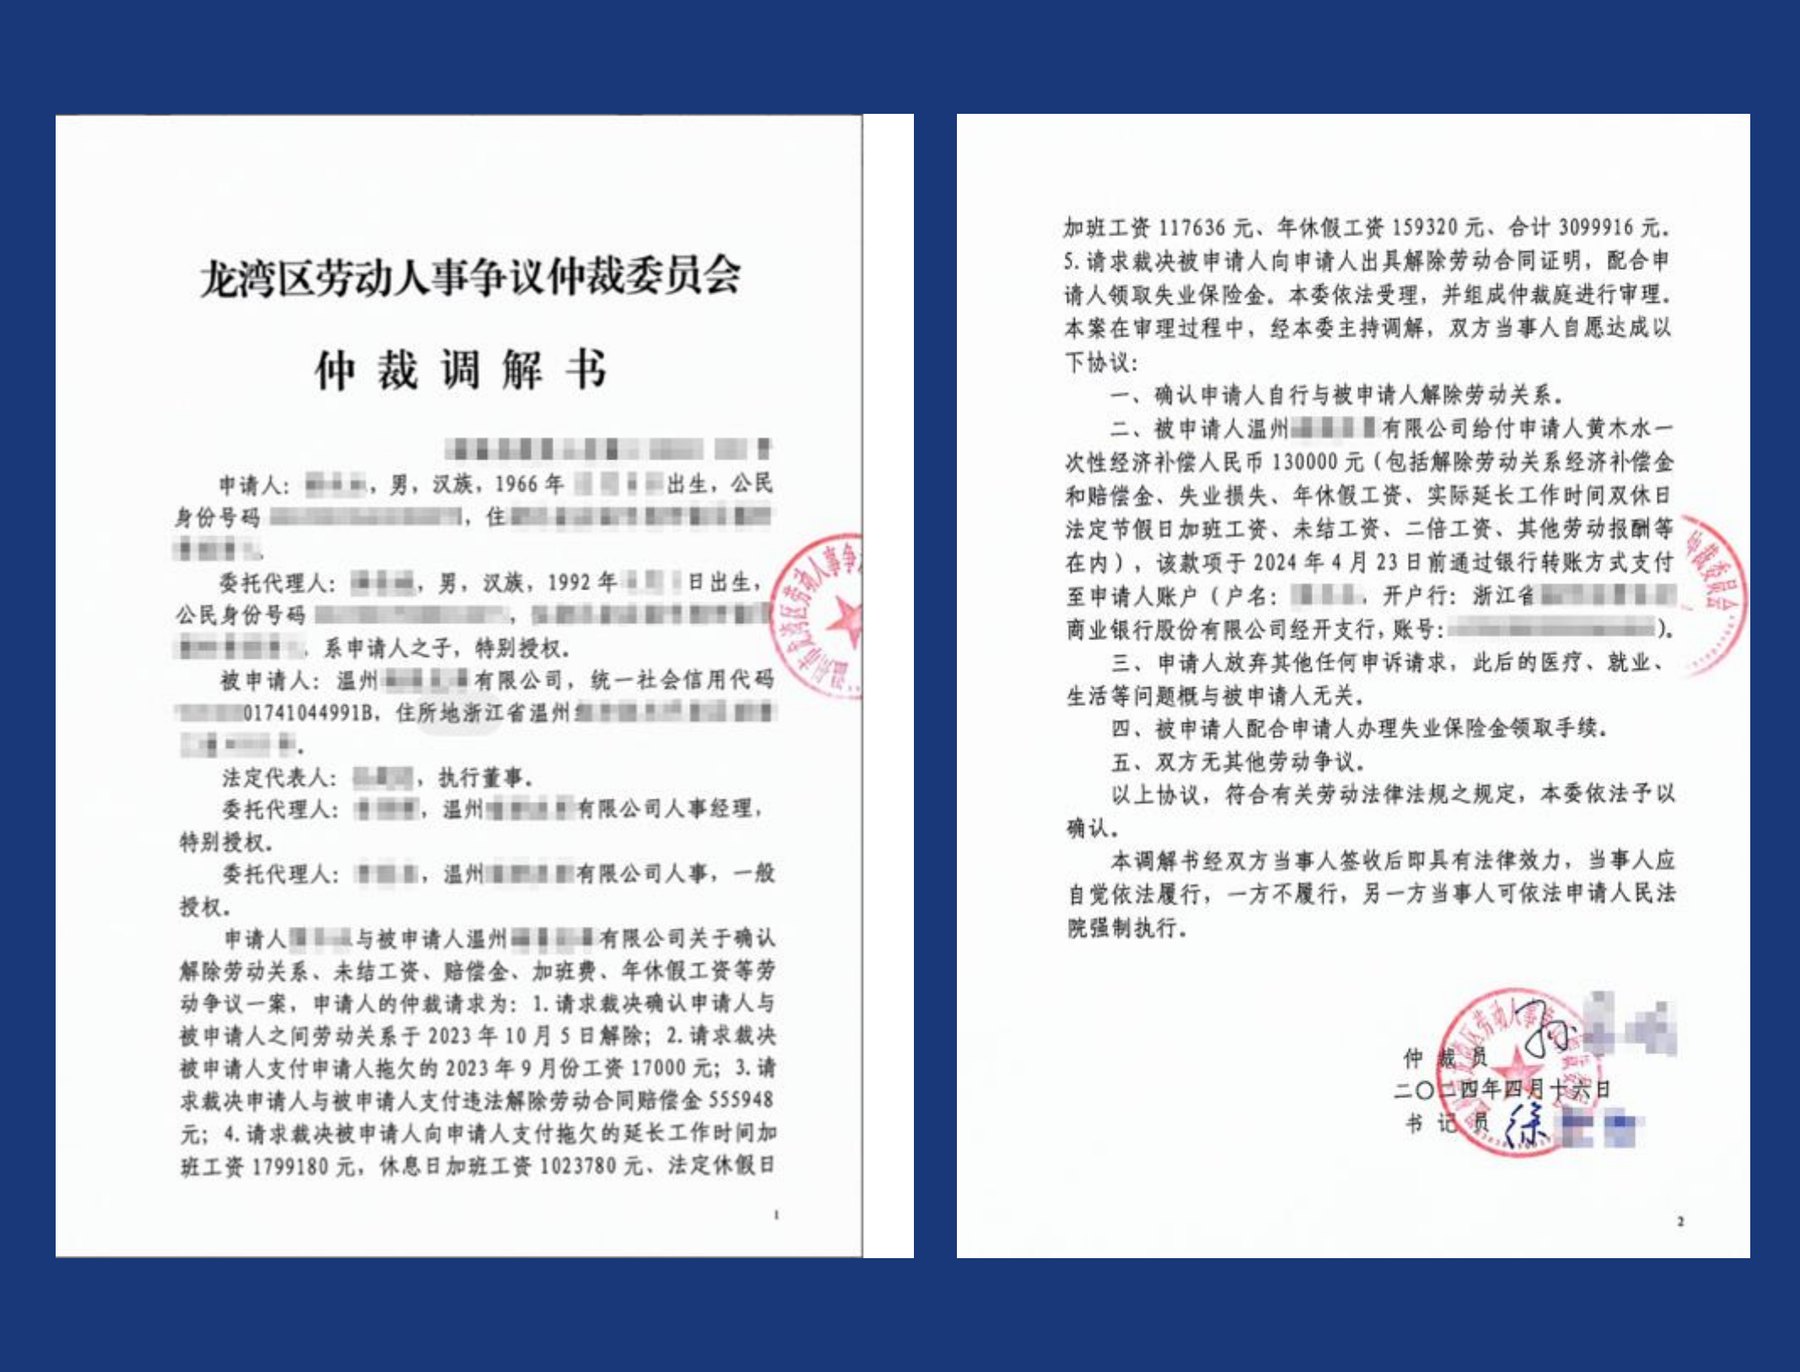 龙湾区劳动人事争议仲裁委员会
仲裁调解书
申请人：，男，汉族，1966年 出生，公民
身份号码 ，住
。
委托代理人：，男，汉族，1992年 日出生，
公民身份号码 ，
，系申请人之子，特别授权。
被申请人：温州 有限公司，统一社会信用代码
01741044991B，住所地浙江省温州
。
法定代表人：，执行董事。
委托代理人：，温州 有限公司人事经理，
特别授权。
委托代理人：，温州 有限公司人事，一般
授权。
申请人 与被申请人温州 有限公司关于确认
解除劳动关系、未结工资、赔偿金、加班费、年休假工资等劳
动争议一案，申请人的仲裁请求为：1.请求裁决确认申请人与
被申请人之间劳动关系于2023年10月5日解除；2.请求裁决
被申请人支付申请人拖欠的2023年9月份工资17000元；3.请
求裁决申请人与被申请人支付违法解除劳动合同赔偿金555948
元；4.请求裁决被申请人向申请人支付拖欠的延长工作时间加
班工资1799180元，休息日加班工资1023780元、法定休假日
1
加班工资117636元、年休假工资159320元、合计3099916元。
5.请求裁决被申请人向申请人出具解除劳动合同证明，配合申
请人领取失业保险金。本委依法受理，并组成仲裁庭进行审理。
本案在审理过程中，经本委主持调解，双方当事人自愿达成以
下协议：
一、确认申请人自行与被申请人解除劳动关系。
二、被申请人温州 有限公司给付申请人黄木水一
次性经济补偿人民币130000元（包括解除劳动关系经济补偿金
和赔偿金、失业损失、年休假工资、实际延长工作时间双休日
法定节假日加班工资、未结工资、二倍工资、其他劳动报酬等
在内），该款项于2024年4月23日前通过银行转账方式支付
至申请人账户（户名：，开户行：浙江省
商业银行股份有限公司经开支行，账号：）。
三、申请人放弃其他任何申诉请求，此后的医疗、就业、
生活等问题概与被申请人无关。
四、被申请人配合申请人办理失业保险金领取手续。
五、双方无其他劳动争议。
以上协议，符合有关劳动法律法规之规定，本委依法予以
确认。
本调解书经双方当事人签收后即具有法律效力，当事人应
自觉依法履行，一方不履行，另一方当事人可依法申请人民法
院强制执行。
仲裁员
二〇二四年四月十六日
书记员 徐
2